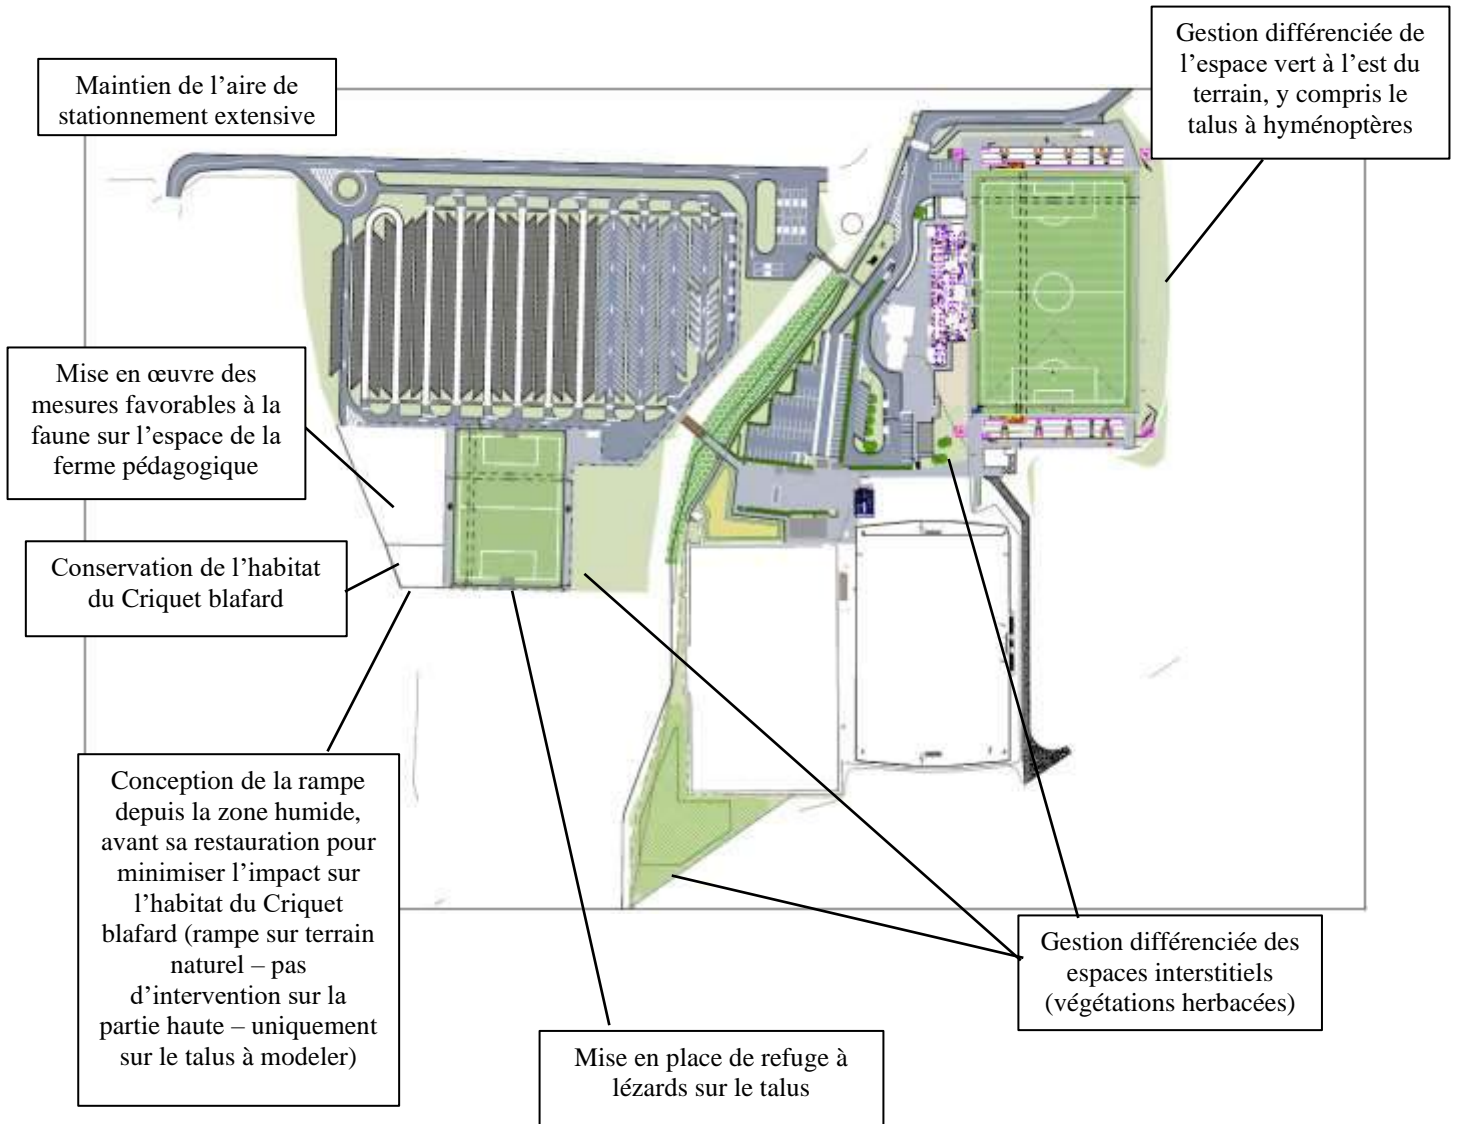 Gestion différenciée de
l’espace vert à l’est du
terrain, y compris le
talus à hyménoptères
Maintien de l’aire de
stationnement extensive
Mise en œuvre des
mesures favorables à la
faune sur l’espace de la
ferme pédagogique
Conservation de l’habitat
du Criquet blafard
Conception de la rampe
depuis la zone humide,
avant sa restauration pour
minimiser l’impact sur
l’habitat du Criquet
blafard (rampe sur terrain
naturel – pas
d’intervention sur la
partie haute – uniquement
sur le talus à modeler)
Gestion différenciée des
espaces interstitiels
(végétations herbacées)
Mise en place de refuge à
lézards sur le talus